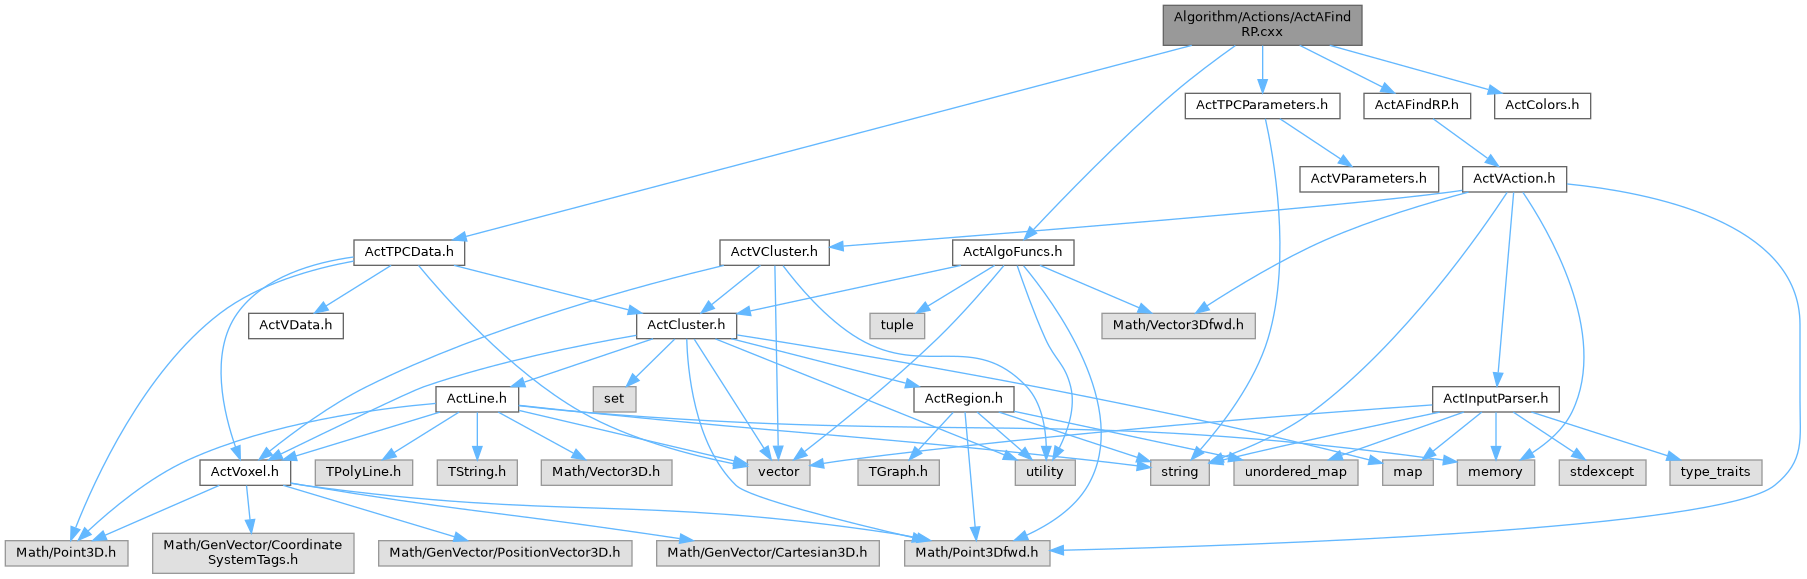 Algorithm/Actions/ActAFind
RP.cxx
ActTPCParameters.h
ActAFindRP.h
ActColors.h
ActVParameters.h
ActVAction.h
ActTPCData.h
ActVCluster.h
ActAlgoFuncs.h
ActVData.h
ActCluster.h
tuple
Math/Vector3Dfwd.h
ActLine.h
set
ActRegion.h
ActInputParser.h
ActVoxel.h
TPolyLine.h
TString.h
Math/Vector3D.h
vector
TGraph.h
utility
string
unordered_map
map
memory
stdexcept
type_traits
Math/Point3D.h
Math/GenVector/Coordinate
SystemTags.h
Math/GenVector/PositionVector3D.h
Math/GenVector/Cartesian3D.h
Math/Point3Dfwd.h